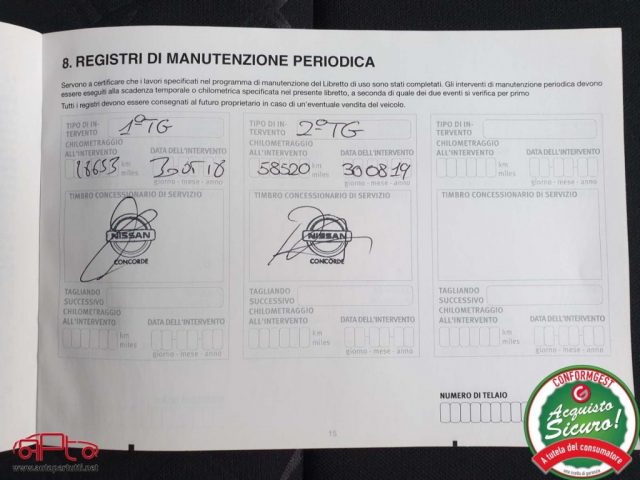 8. REGISTRI DI MANUTENZIONE PERIODICA
Servono a certificare che i lavori specificati nel programma di manutenzione del Libretto di uso sono stati completati. Gli interventi di manutenzione periodica devono
essere eseguiti alla scadenza temporale o chilometrica specificata nel presente libretto, a seconda di quale dei due eventi si verifica per primo
Tutti i registri devono essere consegnati al futuro proprietario in caso di un'eventuale vendita del veicolo.
TIPO DI IN-
TERVENTO 1° TG
CHILOMETRAGGIO
ALL'INTERVENTO
DATA DELL'INTERVENTO
km
miles
giorno - mese - anno
TIMBRO CONCESSIONARIO DI SERVIZIO
NISSAN
CONCORDE
TAGLIANDO
SUCCESSIVO
CHILOMETRAGGIO
ALL'INTERVENTO
DATA DELL'INTERVENTO
km
miles
giorno - mese - anno
TIPO DI IN-
TERVENTO 2° TG
CHILOMETRAGGIO
ALL'INTERVENTO
DATA DELL'INTERVENTO
58520 km
miles
300819
giorno - mese - anno
TIMBRO CONCESSIONARIO DI SERVIZIO
NISSAN
CONCORDE
TAGLIANDO
SUCCESSIVO
CHILOMETRAGGIO
ALL'INTERVENTO
DATA DELL'INTERVENTO
km
miles
giorno - mese - anno
TIPO DI IN-
TERVENTO
CHILOMETRAGGIO
ALL'INTERVENTO
DATA DELL'INTERVENTO
km
miles
giorno - mese - anno
TIMBRO CONCESSIONARIO DI SERVIZIO
TAGLIANDO
SUCCESSIVO
CHILOMETRAGGIO
ALL'INTERVENTO
DATA DELL'INTERVENTO
km
miles
giorno - mese - anno
NUMERO DI TELAIO
15
CONFORMGEST
Acquisto
Sicuro!
A tutela del consumatore
www.autopertutti.net